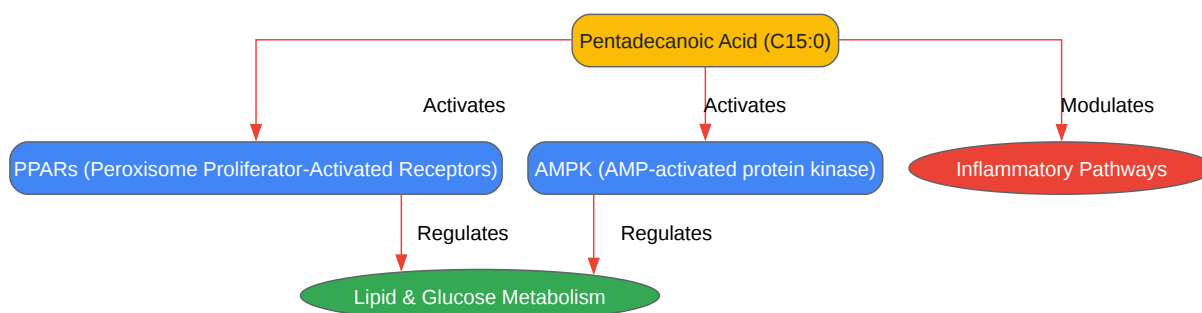 Pentadecanoic Acid (C15:0)
Activates
Activates
Modulates
PPARs (Peroxisome Proliferator-Activated Receptors)
AMPK (AMP-activated protein kinase)
Inflammatory Pathways
Regulates
Regulates
Lipid & Glucose Metabolism